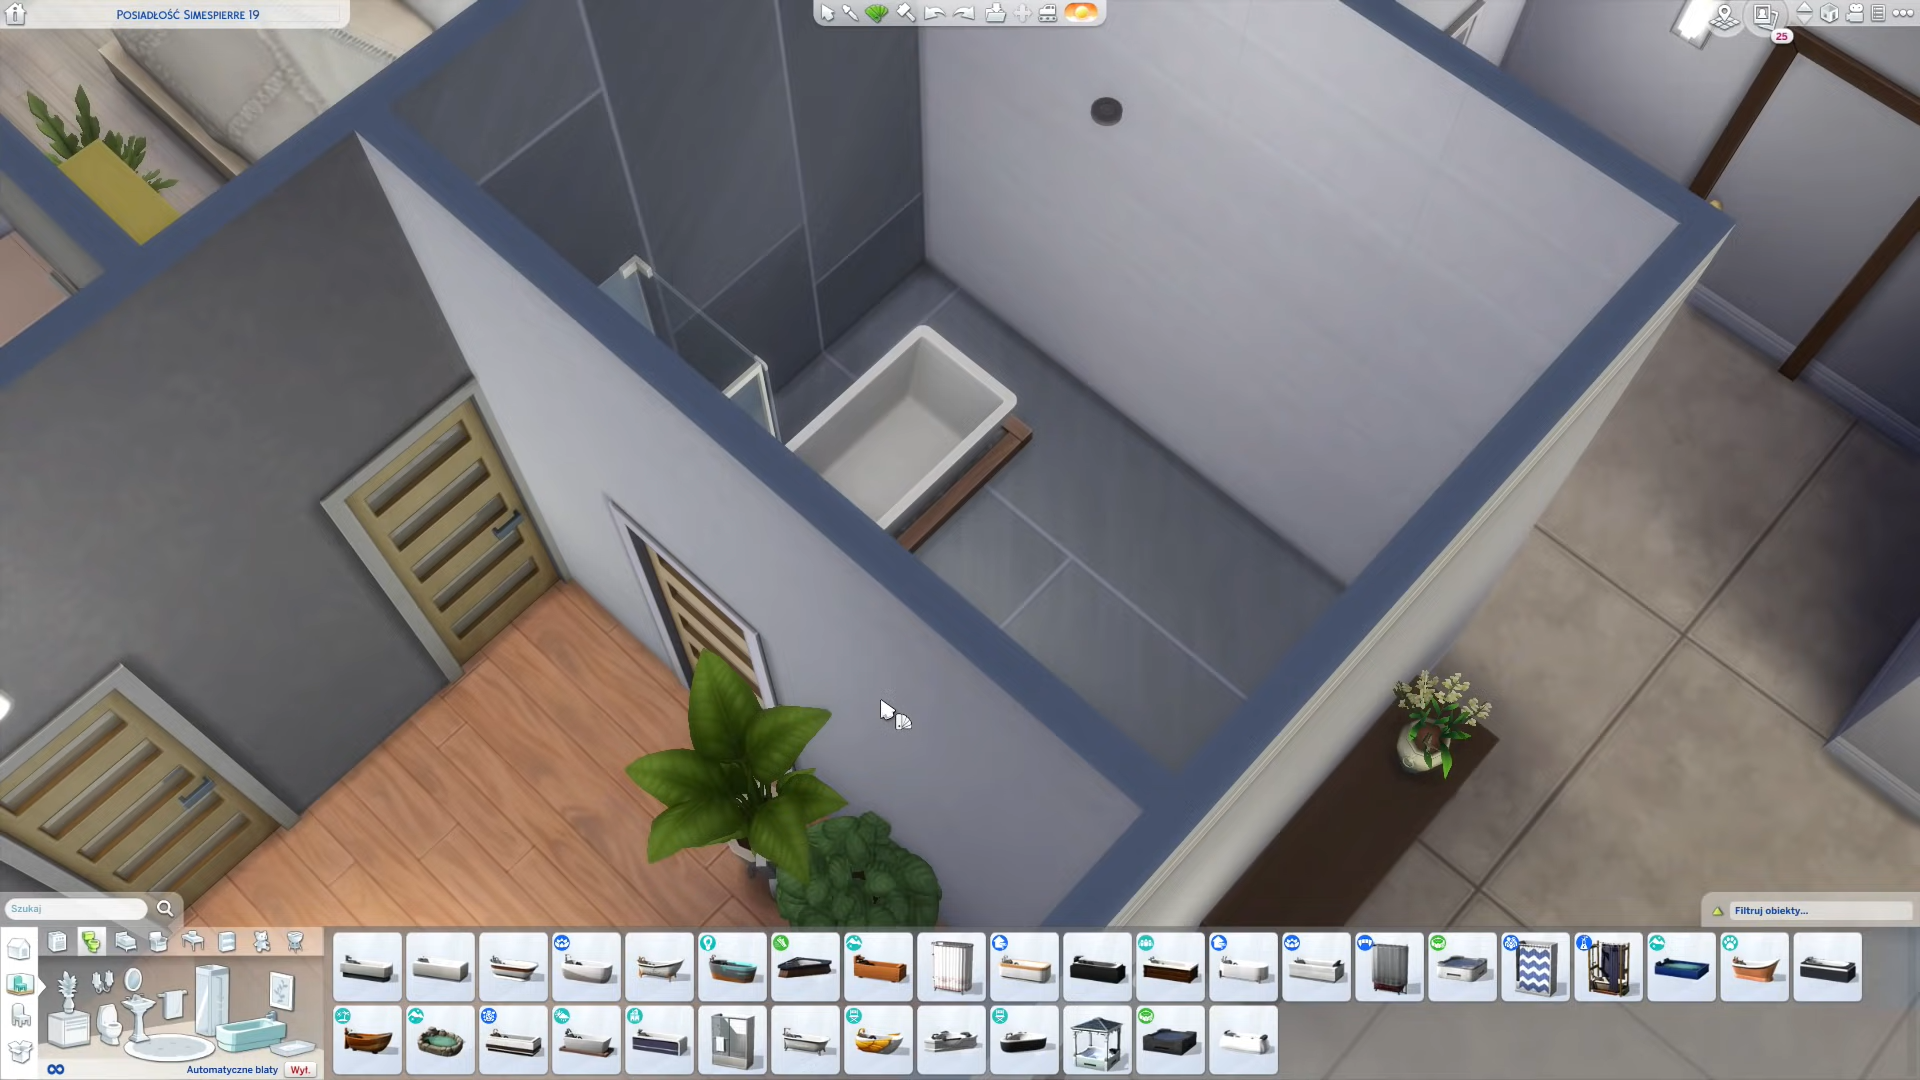 Posiadłość Simespierre 19
25
Szukaj
Filtruj obiekty...
Automatyczne blaty
Wył.